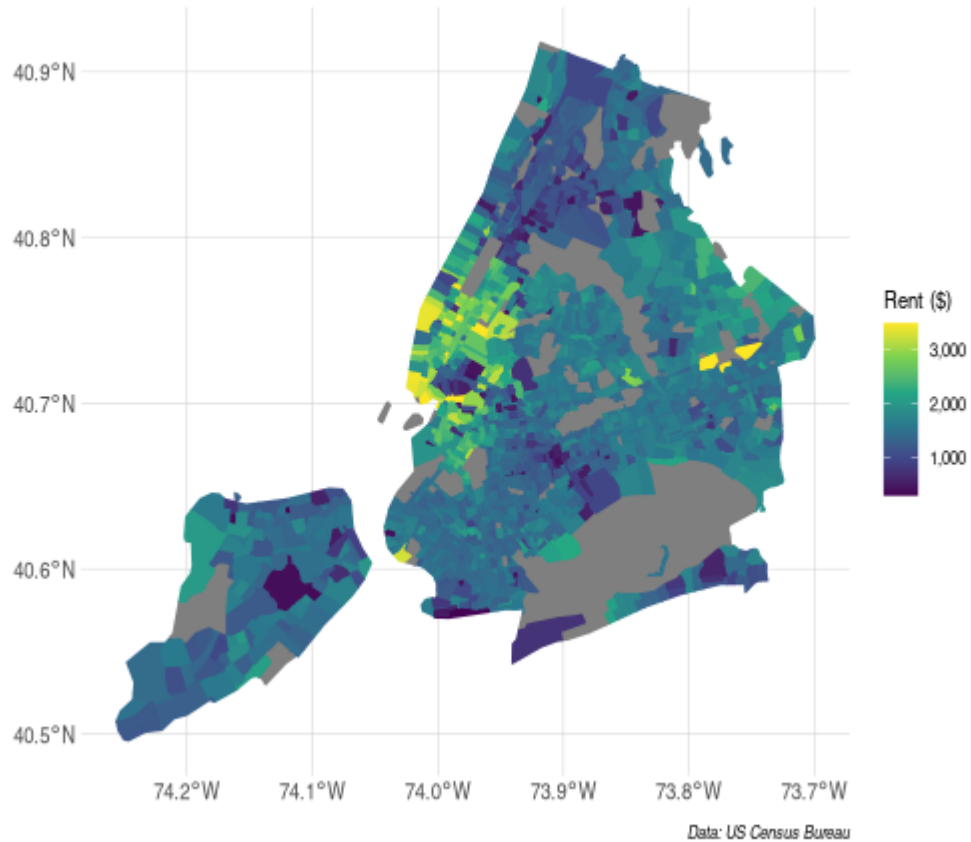 40.9°N
40.8°N
40.7°N
40.6°N
40.5°N
74.2°W 74.1°W 74.0°W 73.9°W 73.8°W 73.7°W
Rent ($)
3,000
2,000
1,000
Data: US Census Bureau